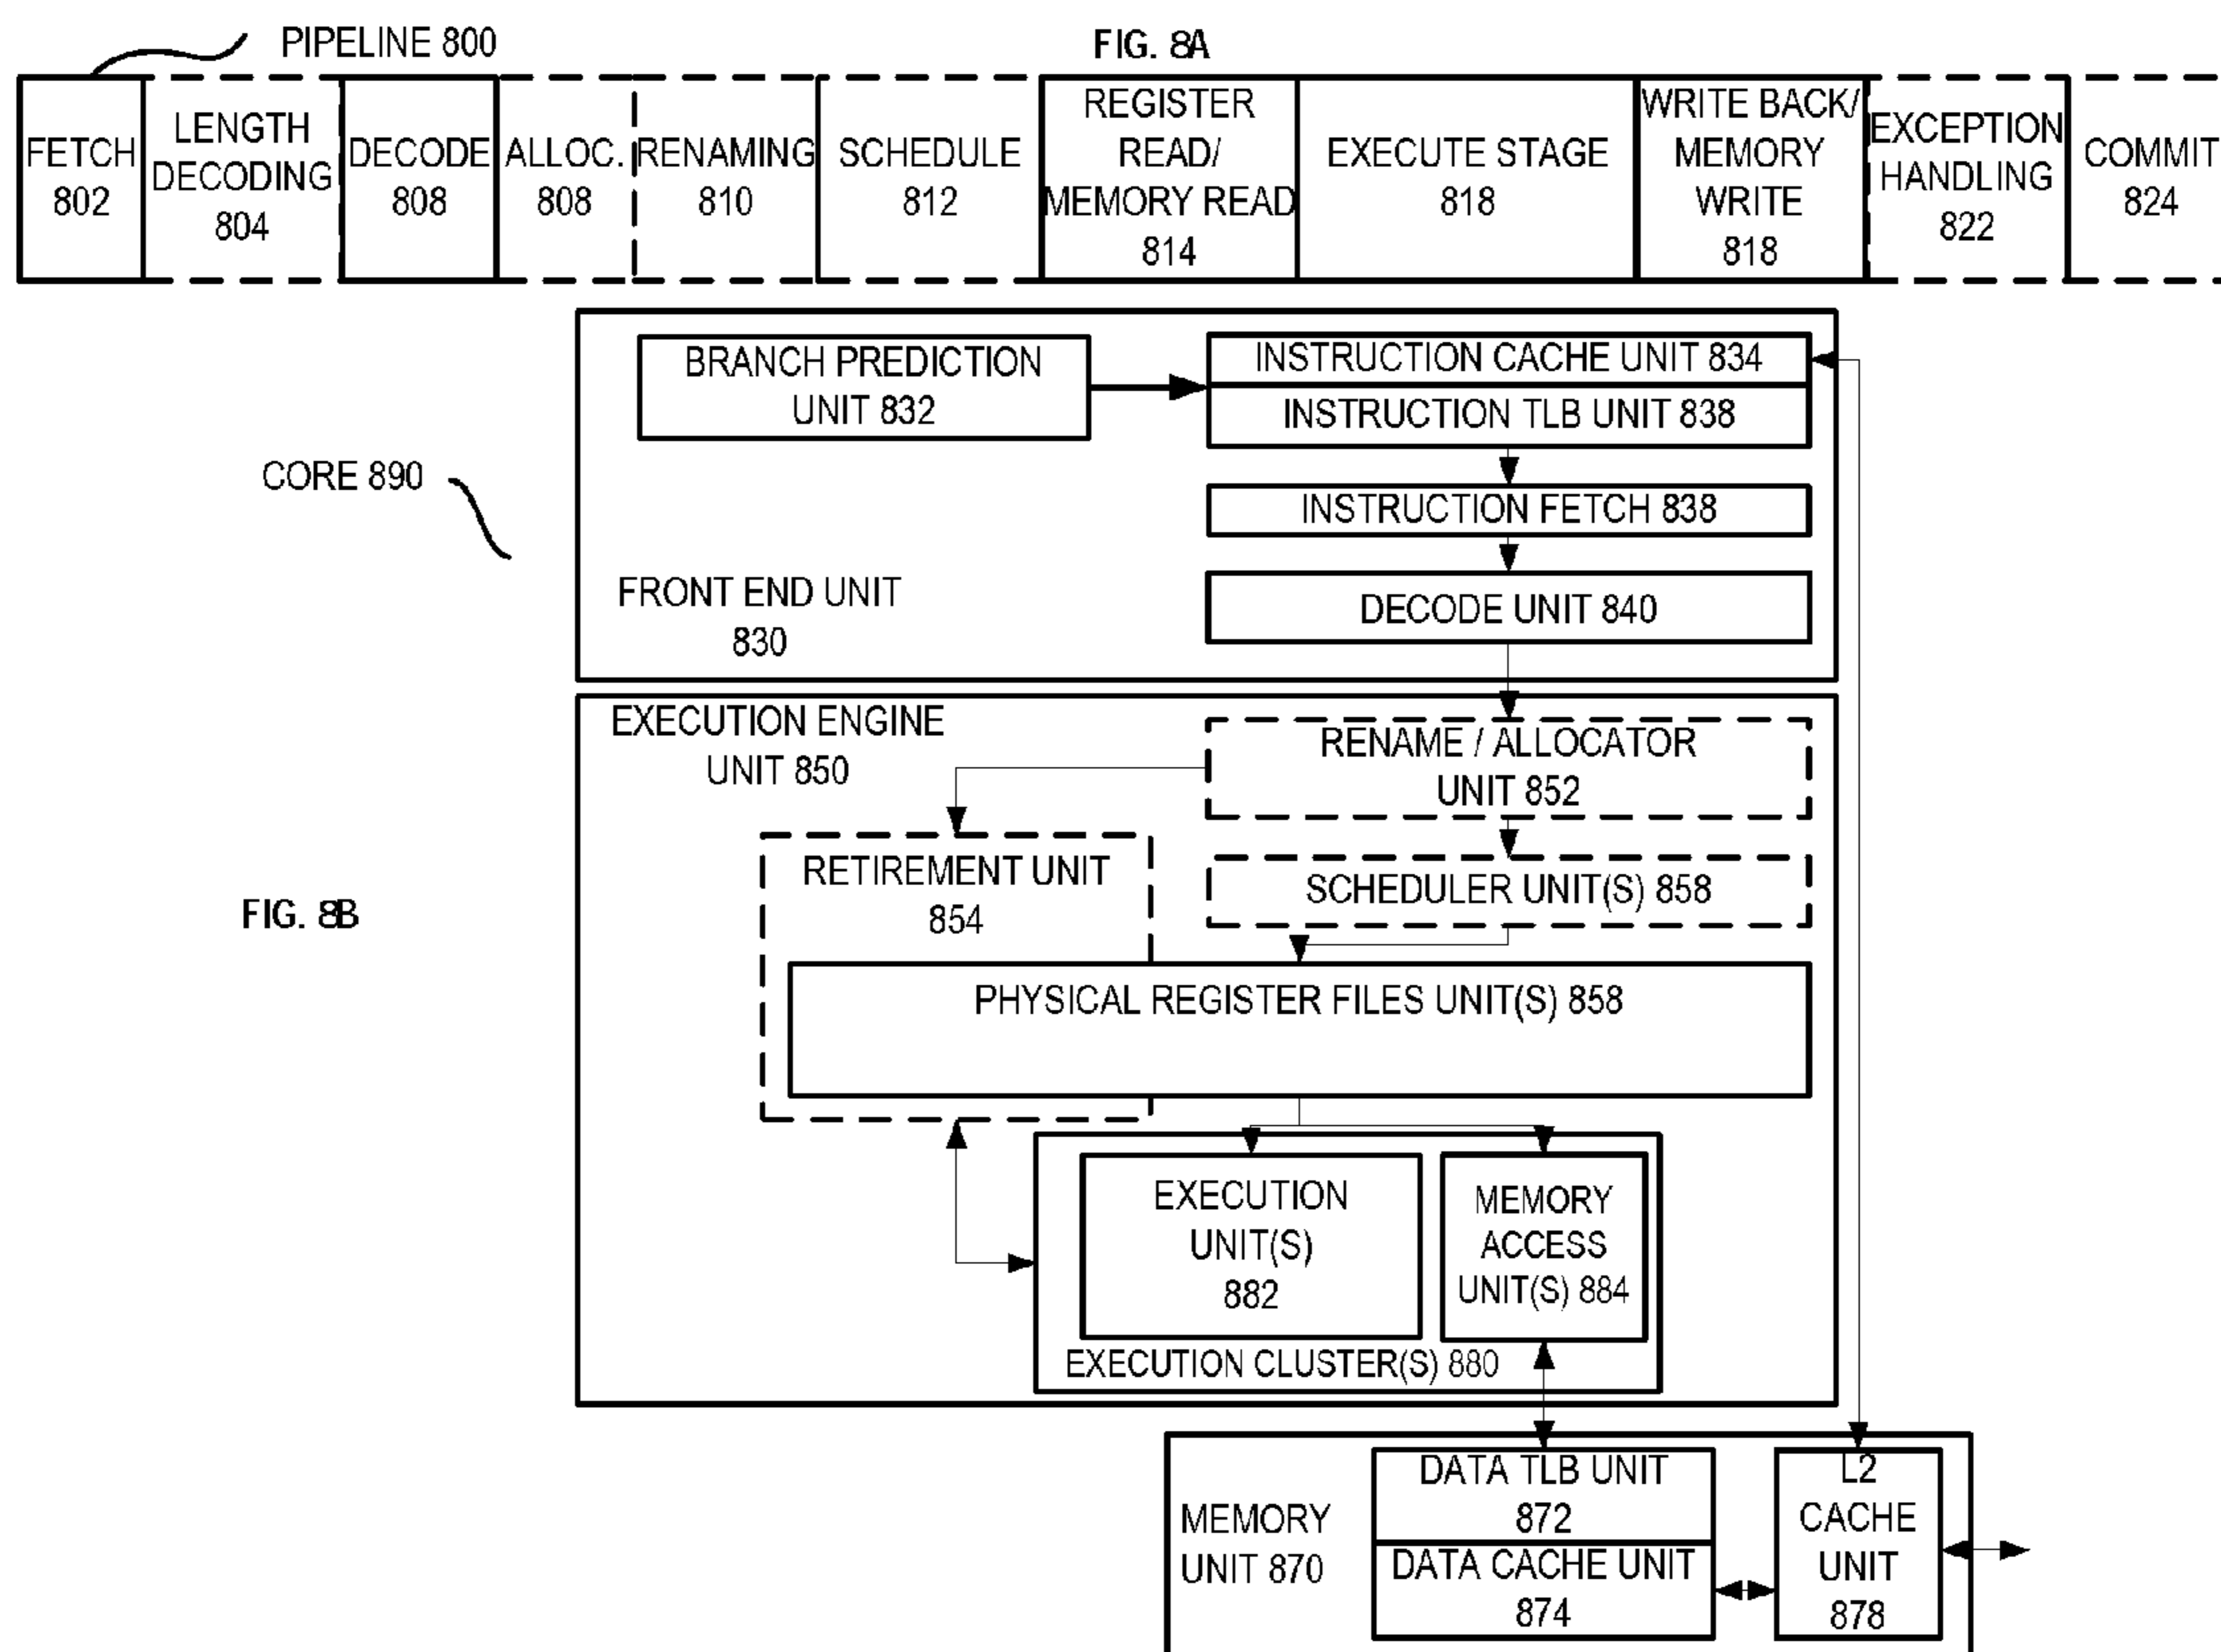 PIPELINE 800
FIG. 8A
FETCH
802
LENGTH
DECODING
804
DECODE
808
ALLOC.
808
RENAMING
810
SCHEDULE
812
REGISTER
READ/
MEMORY READ
814
EXECUTE STAGE
818
WRITE BACK/
MEMORY
WRITE
818
EXCEPTION
HANDLING
822
COMMIT
824
BRANCH PREDICTION
UNIT 832
INSTRUCTION CACHE UNIT 834
INSTRUCTION TLB UNIT 838
CORE 890
INSTRUCTION FETCH 838
FRONT END UNIT
830
DECODE UNIT 840
EXECUTION ENGINE
UNIT 850
RENAME / ALLOCATOR
UNIT 852
RETIREMENT UNIT
854
SCHEDULER UNIT(S) 858
FIG. 8B
PHYSICAL REGISTER FILES UNIT(S) 858
EXECUTION
UNIT(S)
882
MEMORY
ACCESS
UNIT(S) 884
EXECUTION CLUSTER(S) 880
MEMORY
UNIT 870
DATA TLB UNIT
872
DATA CACHE UNIT
874
L2
CACHE
UNIT
878